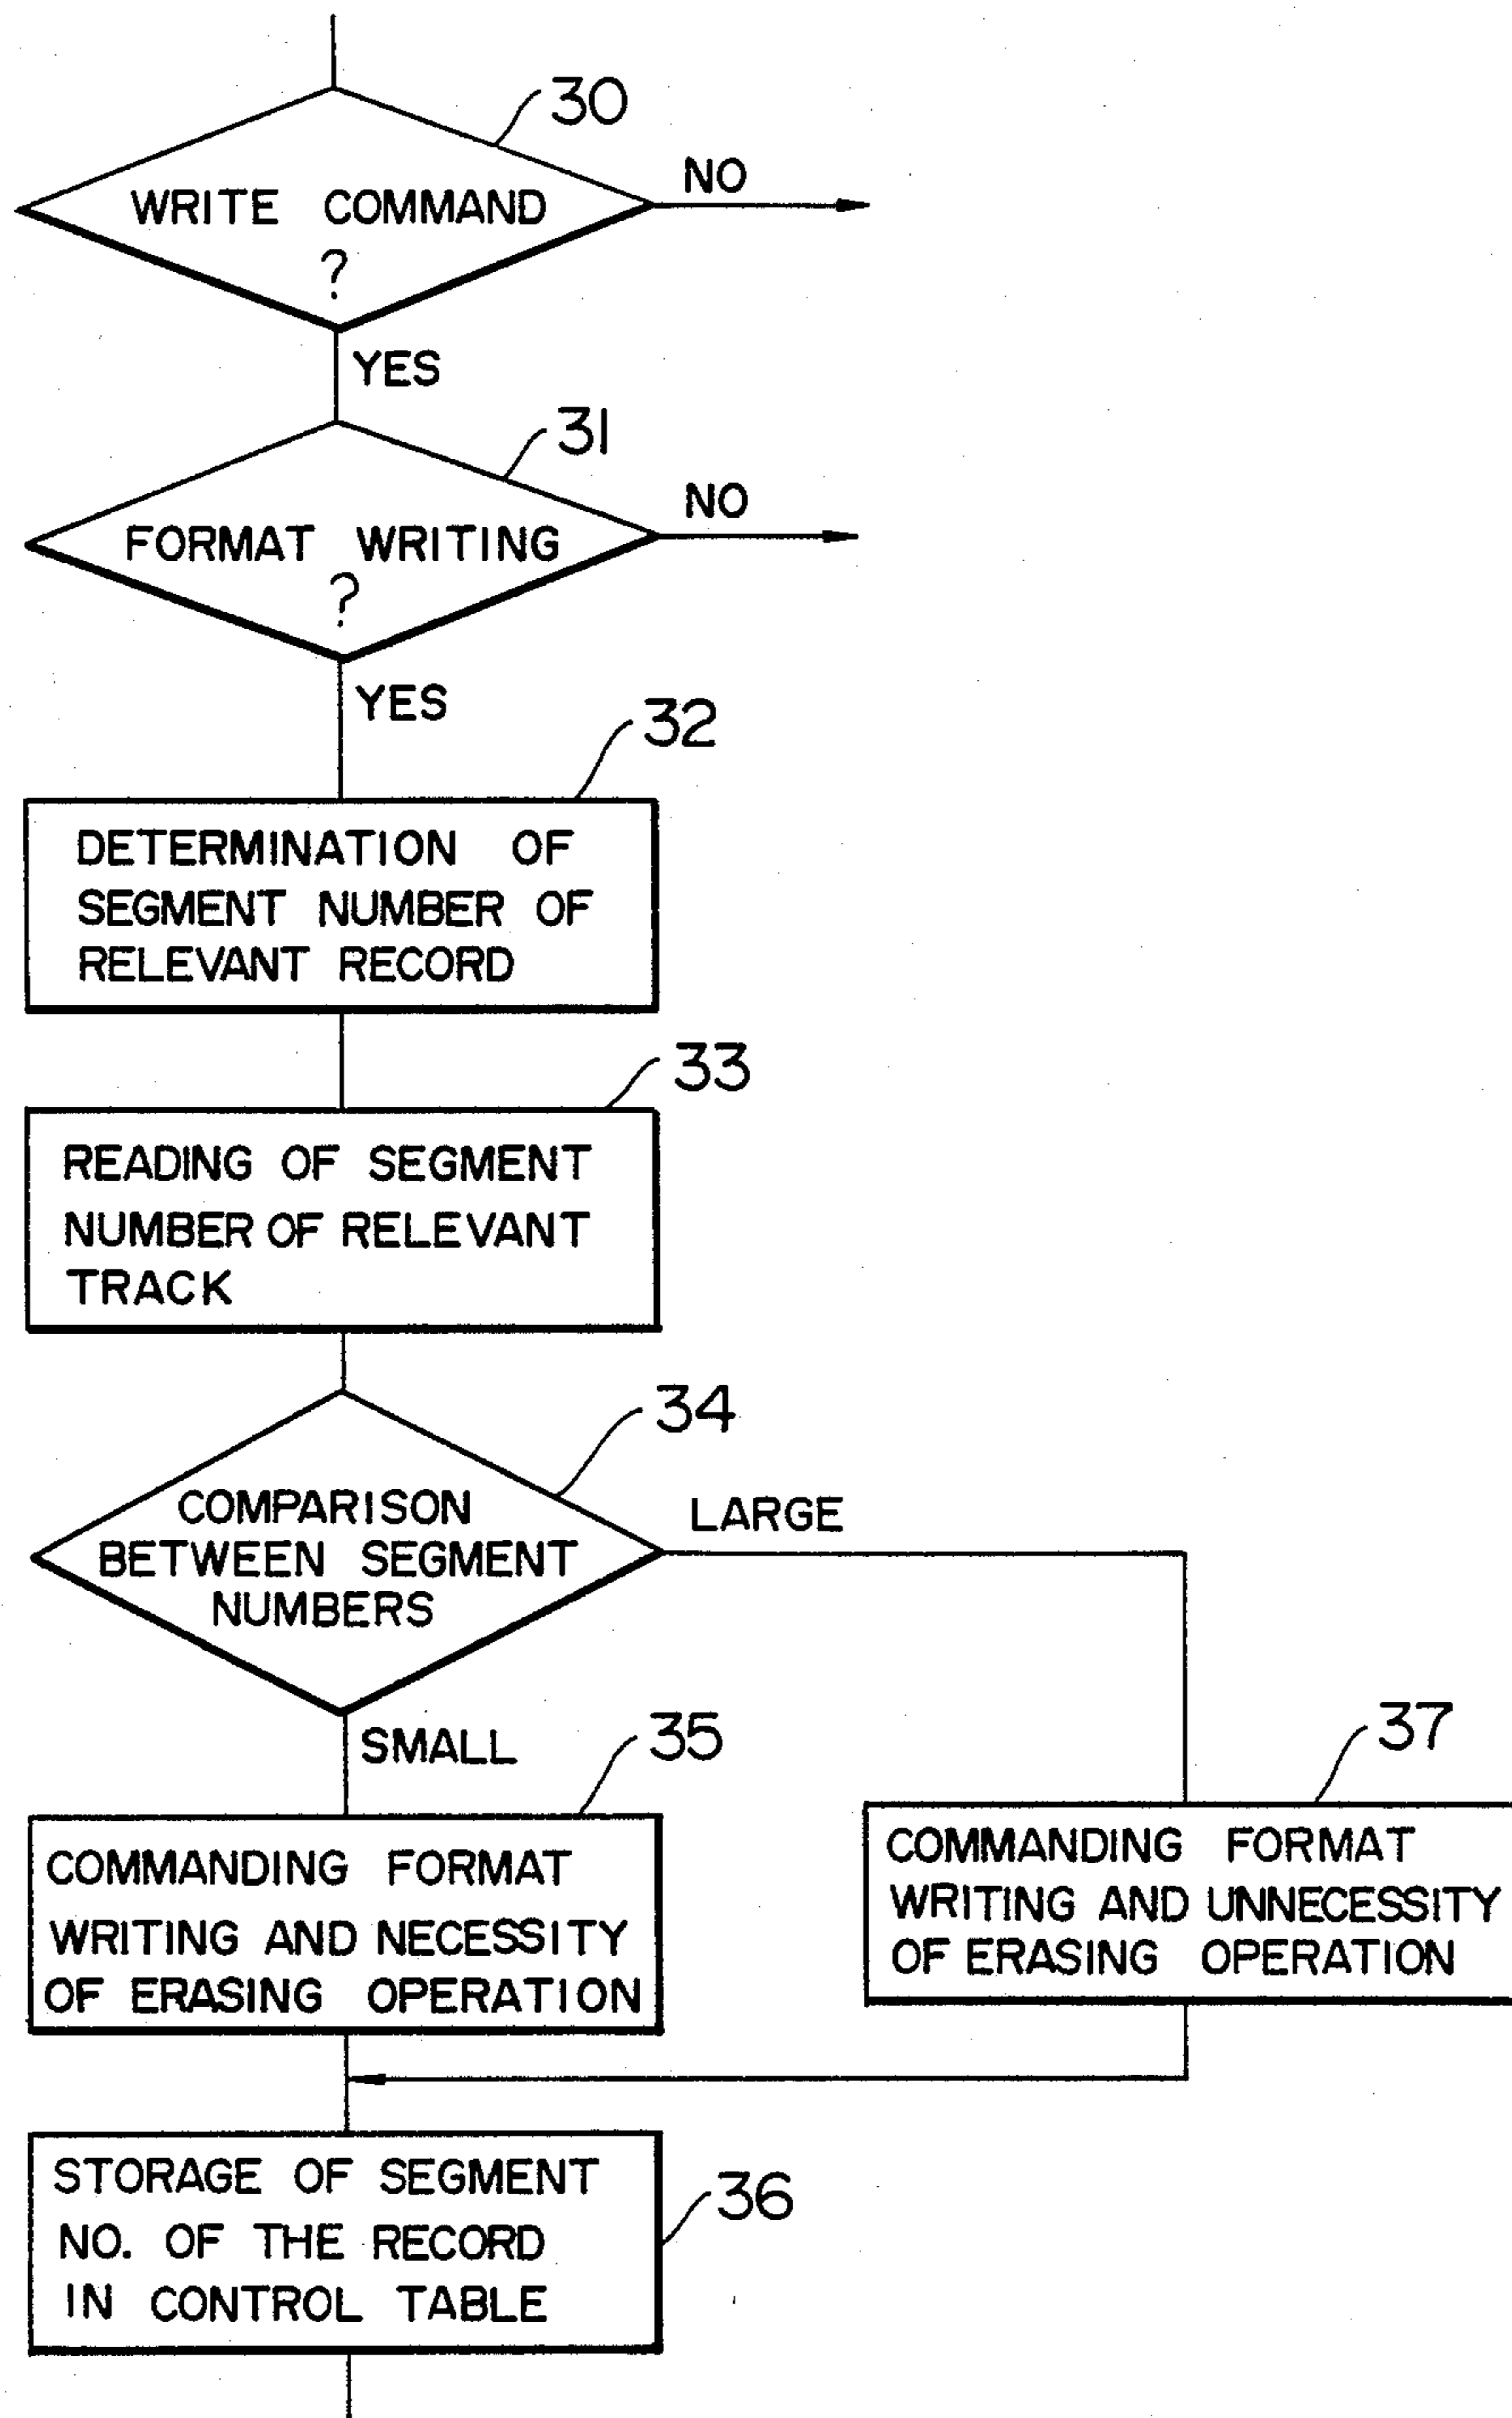 30
WRITE COMMAND
?
NO
YES
31
FORMAT WRITING
?
NO
YES
32
DETERMINATION OF
SEGMENT NUMBER OF
RELEVANT RECORD
33
READING OF SEGMENT
NUMBER OF RELEVANT
TRACK
34
COMPARISON
BETWEEN SEGMENT
NUMBERS
LARGE
SMALL
35
COMMANDING FORMAT
WRITING AND NECESSITY
OF ERASING OPERATION
37
COMMANDING FORMAT
WRITING AND UNNECESSITY
OF ERASING OPERATION
STORAGE OF SEGMENT
NO. OF THE RECORD
IN CONTROL TABLE
36